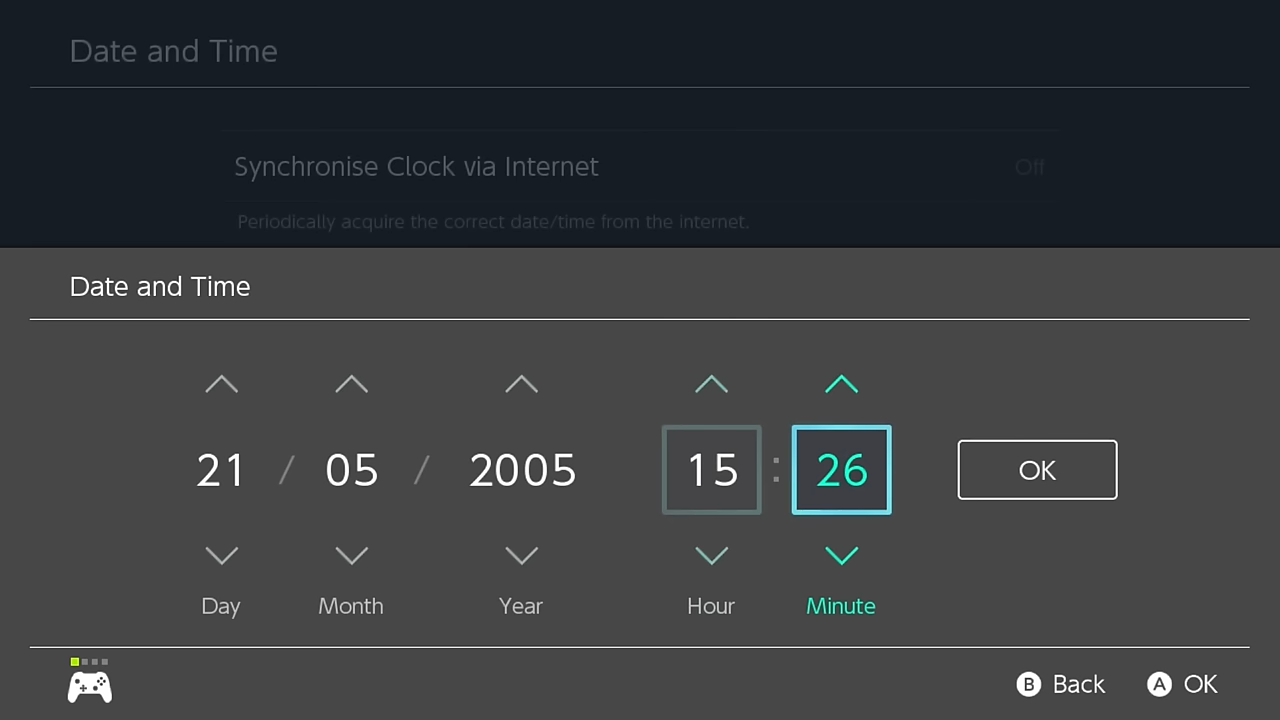 Date and Time
Synchronise Clock via Internet Off
Periodically acquire the correct date/time from the internet.
Date and Time
21 / 05 / 2005 15 : 26 OK
Day Month Year Hour Minute
B Back A OK